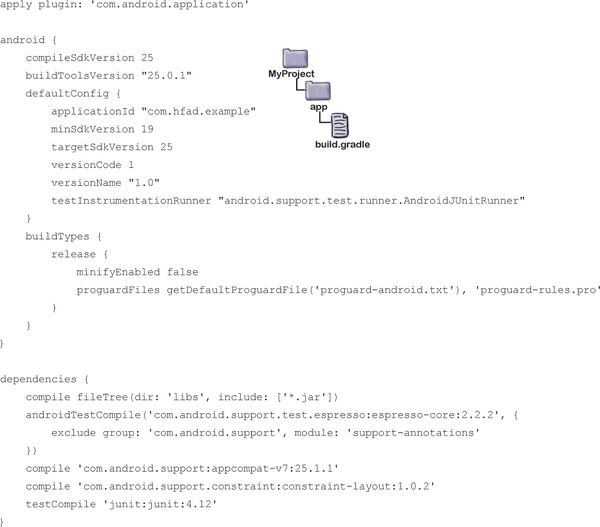 apply plugin: 'com.android.application'

android {
    compileSdkVersion 25
    buildToolsVersion "25.0.1"
    defaultConfig {
        applicationId "com.hfad.example"
        minSdkVersion 19
        targetSdkVersion 25
        versionCode 1
        versionName "1.0"
        testInstrumentationRunner "android.support.test.runner.AndroidJUnitRunner"
    }
    buildTypes {
        release {
            minifyEnabled false
            proguardFiles getDefaultProguardFile('proguard-android.txt'), 'proguard-rules.pro'
        }
    }
}

dependencies {
    compile fileTree(dir: 'libs', include: ['*.jar'])
    androidTestCompile('com.android.support.test.espresso:espresso-core:2.2.2', {
        exclude group: 'com.android.support', module: 'support-annotations'
    })
    compile 'com.android.support:appcompat-v7:25.1.1'
    compile 'com.android.support.constraint:constraint-layout:1.0.2'
    testCompile 'junit:junit:4.12'
}
MyProject
app
build.gradle